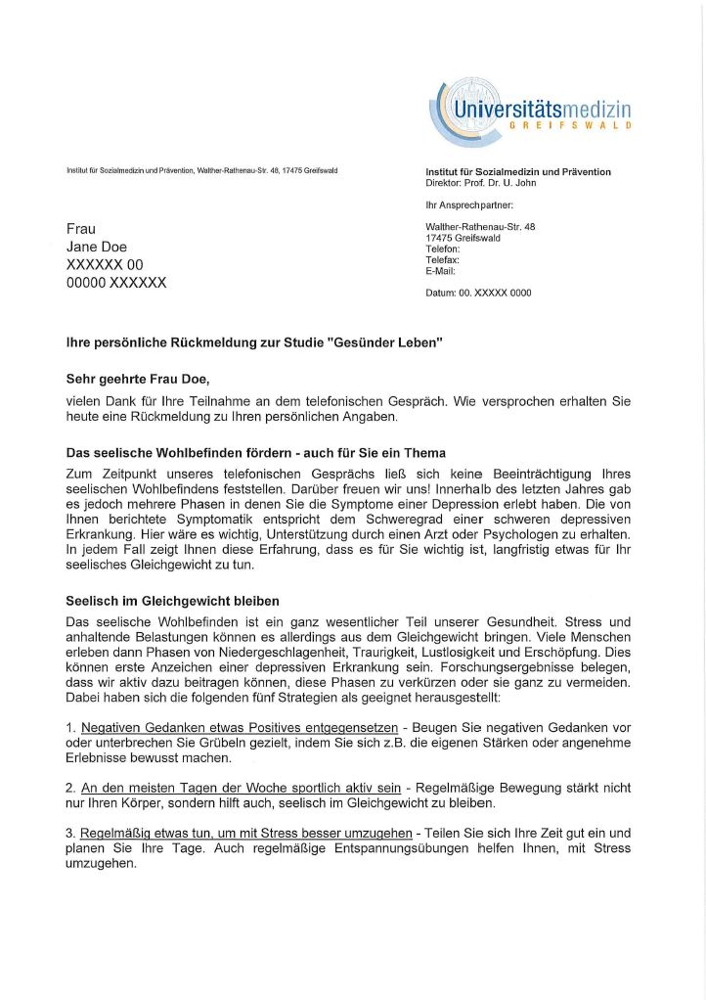 Universitätsmedizin
GREIFSWALD
Institut für Sozialmedizin und Prävention, Walther-Rathenau-Str. 48, 17475 Greifswald
Institut für Sozialmedizin und Prävention
Direktor: Prof. Dr. U. John
Ihr Ansprechpartner:
Walther-Rathenau-Str. 48
17475 Greifswald
Telefon:
Telefax:
E-Mail:
Datum: 00. XXXXX 0000
Frau
Jane Doe
XXXXXX 00
00000 XXXXXX
Ihre persönliche Rückmeldung zur Studie "Gesünder Leben"
Sehr geehrte Frau Doe,
vielen Dank für Ihre Teilnahme an dem telefonischen Gespräch. Wie versprochen erhalten Sie
heute eine Rückmeldung zu Ihren persönlichen Angaben.
Das seelische Wohlbefinden fördern - auch für Sie ein Thema
Zum Zeitpunkt unseres telefonischen Gesprächs ließ sich keine Beeinträchtigung Ihres
seelischen Wohlbefindens feststellen. Darüber freuen wir uns! Innerhalb des letzten Jahres gab
es jedoch mehrere Phasen in denen Sie die Symptome einer Depression erlebt haben. Die von
Ihnen berichtete Symptomatik entspricht dem Schweregrad einer schweren depressiven
Erkrankung. Hier wäre es wichtig, Unterstützung durch einen Arzt oder Psychologen zu erhalten.
In jedem Fall zeigt Ihnen diese Erfahrung, dass es für Sie wichtig ist, langfristig etwas für Ihr
seelisches Gleichgewicht zu tun.
Seelisch im Gleichgewicht bleiben
Das seelische Wohlbefinden ist ein ganz wesentlicher Teil unserer Gesundheit. Stress und
anhaltende Belastungen können es allerdings aus dem Gleichgewicht bringen. Viele Menschen
erleben dann Phasen von Niedergeschlagenheit, Traurigkeit, Lustlosigkeit und Erschöpfung. Dies
können erste Anzeichen einer depressiven Erkrankung sein. Forschungsergebnisse belegen,
dass wir aktiv dazu beitragen können, diese Phasen zu verkürzen oder sie ganz zu vermeiden.
Dabei haben sich die folgenden fünf Strategien als geeignet herausgestellt:
1. Negativen Gedanken etwas Positives entgegensetzen - Beugen Sie negativen Gedanken vor
oder unterbrechen Sie Grübeln gezielt, indem Sie sich z.B. die eigenen Stärken oder angenehme
Erlebnisse bewusst machen.
2. An den meisten Tagen der Woche sportlich aktiv sein - Regelmäßige Bewegung stärkt nicht
nur Ihren Körper, sondern hilft auch, seelisch im Gleichgewicht zu bleiben.
3. Regelmäßig etwas tun, um mit Stress besser umzugehen - Teilen Sie sich Ihre Zeit gut ein und
planen Sie Ihre Tage. Auch regelmäßige Entspannungsübungen helfen Ihnen, mit Stress
umzugehen.